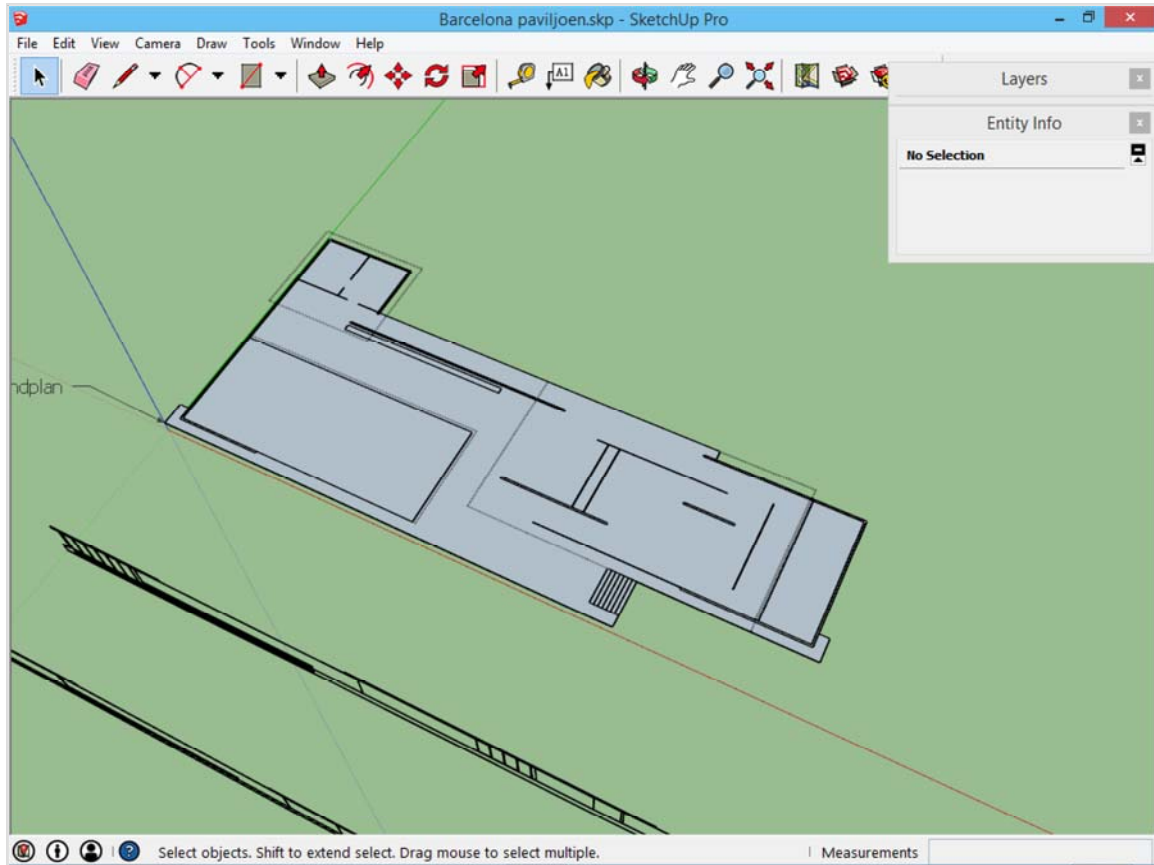 Barcelona paviljoen.skp - SketchUp Pro
File Edit View Camera Draw Tools Window Help
A1
Layers
Entity Info
No Selection
ndplan
Select objects. Shift to extend select. Drag mouse to select multiple.
Measurements